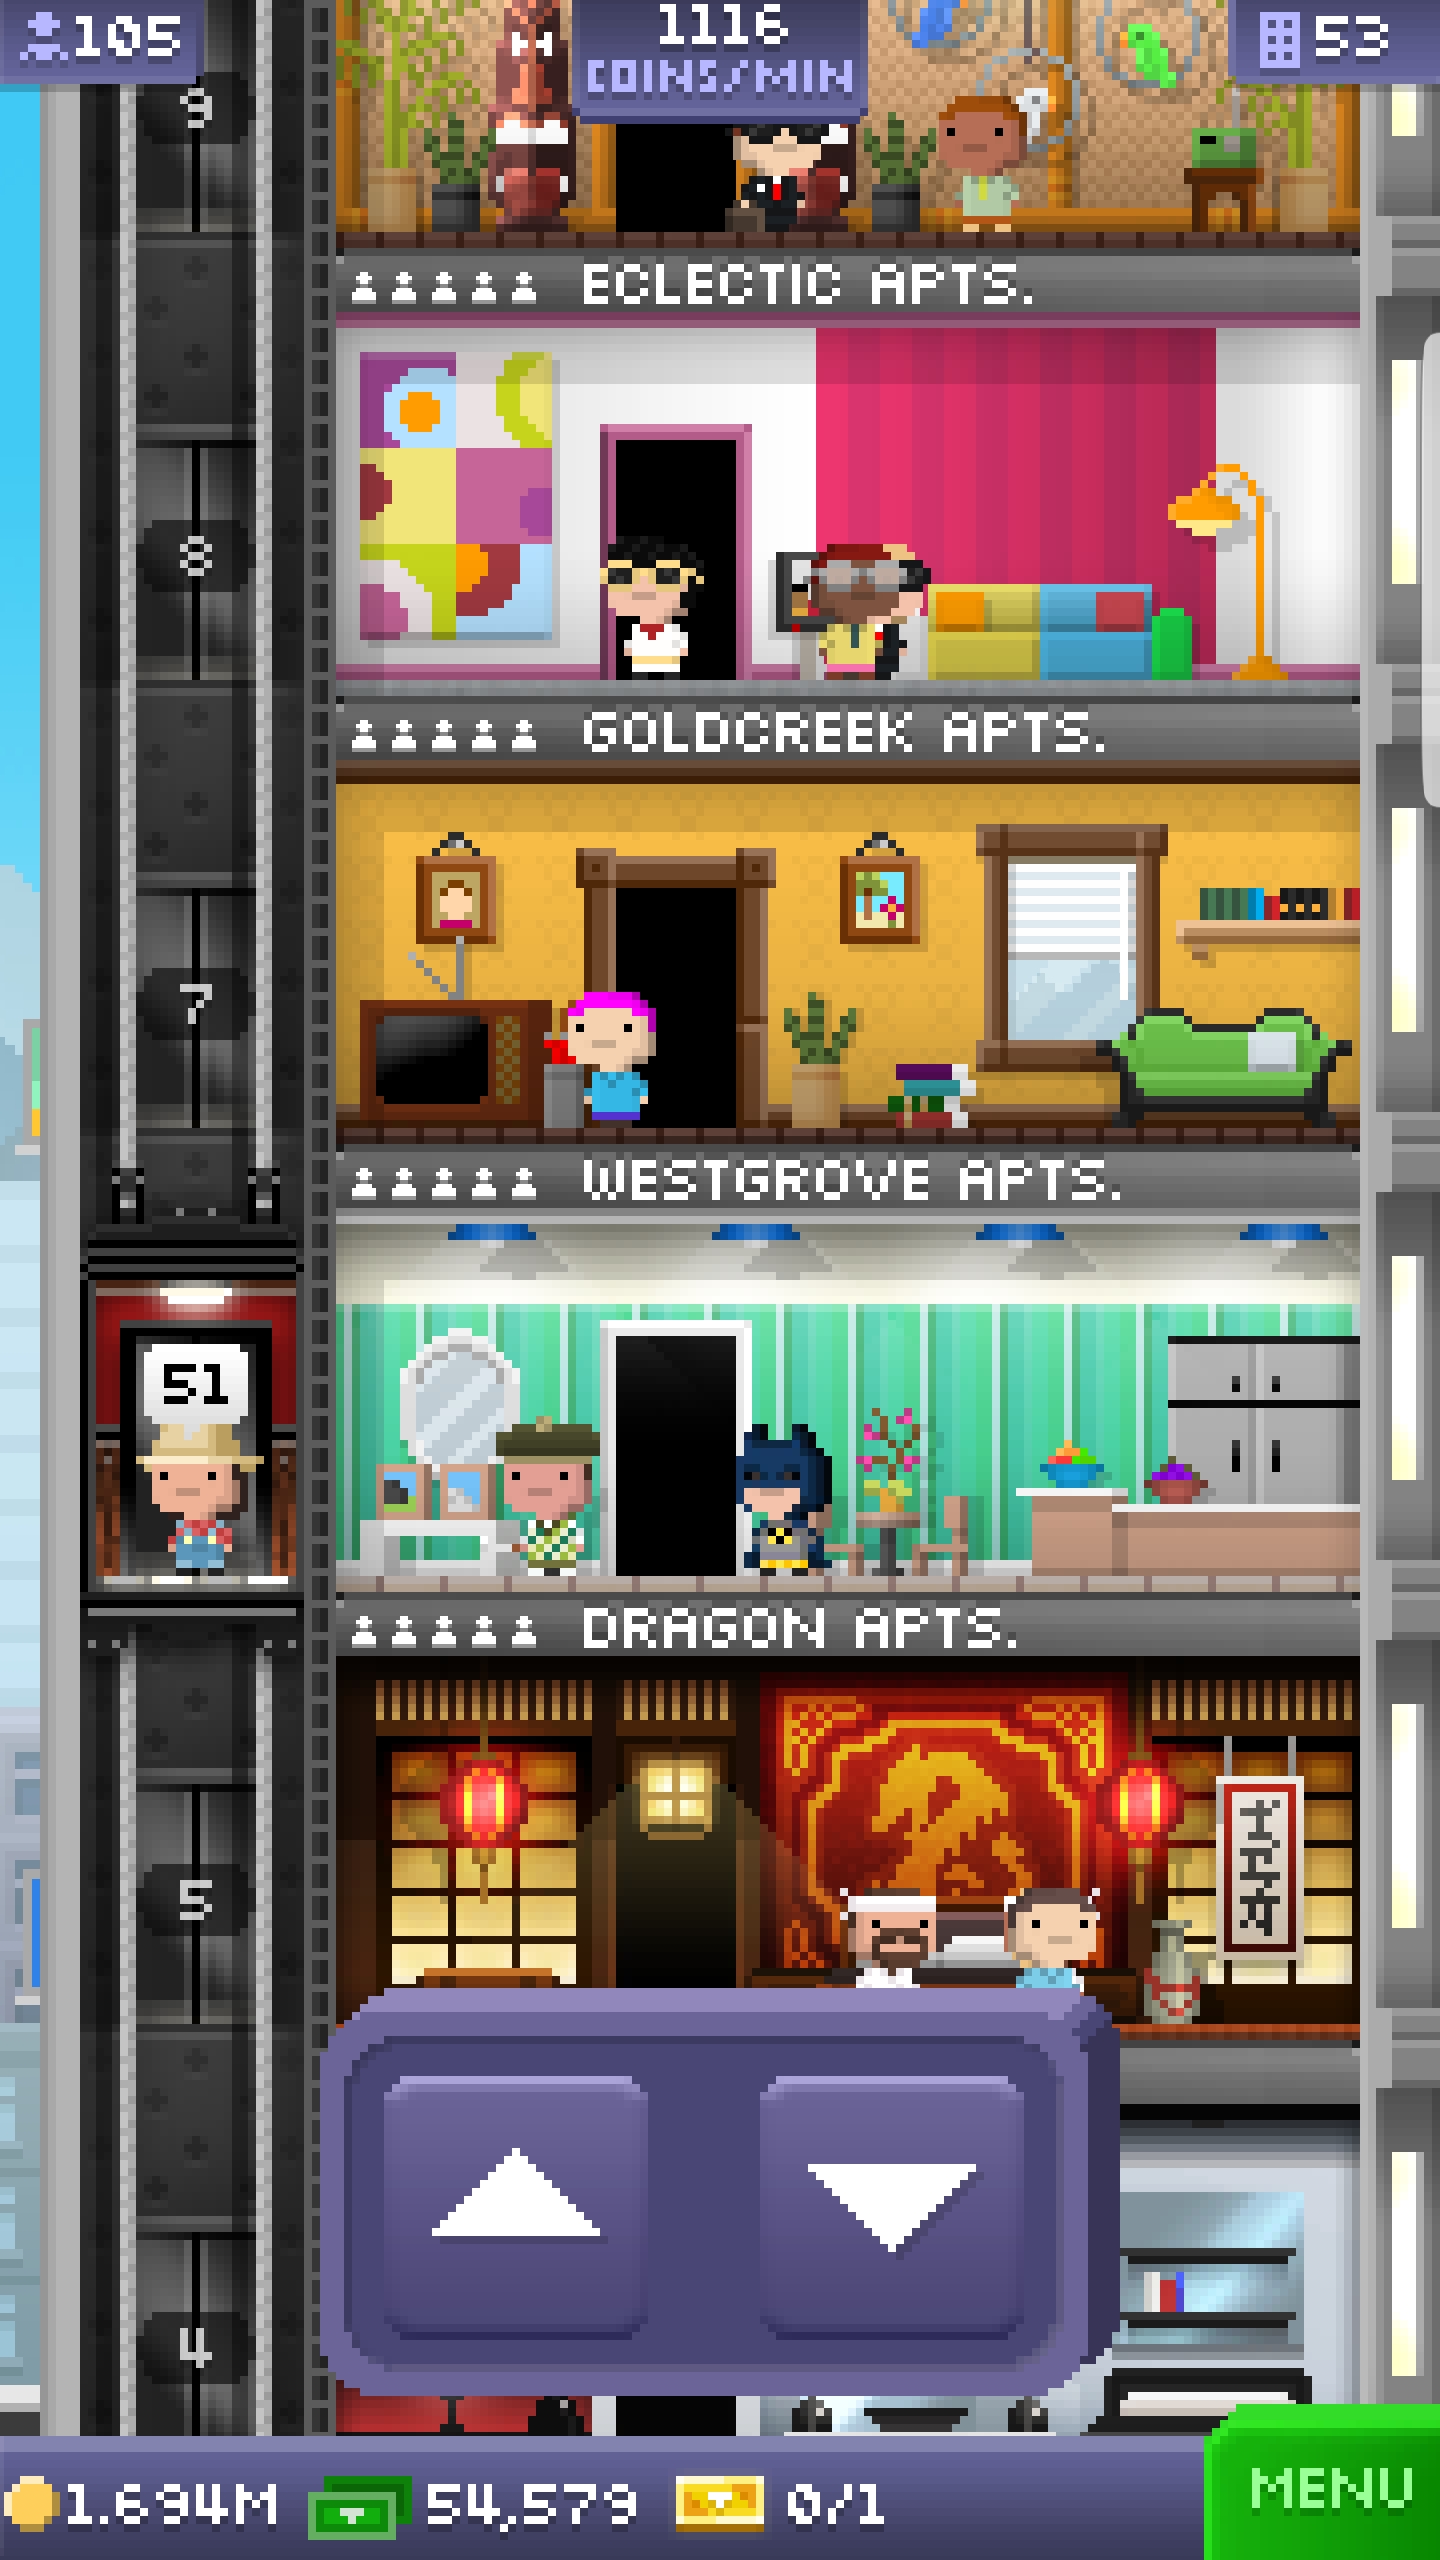 105
1116
COINS/MIN
53
9
ECLECTIC APTS.
8
GOLDCREEK APTS.
7
WESTGROVE APTS.
51
DRAGON APTS.
5
4
1.694M 54,579 0/1
MENU